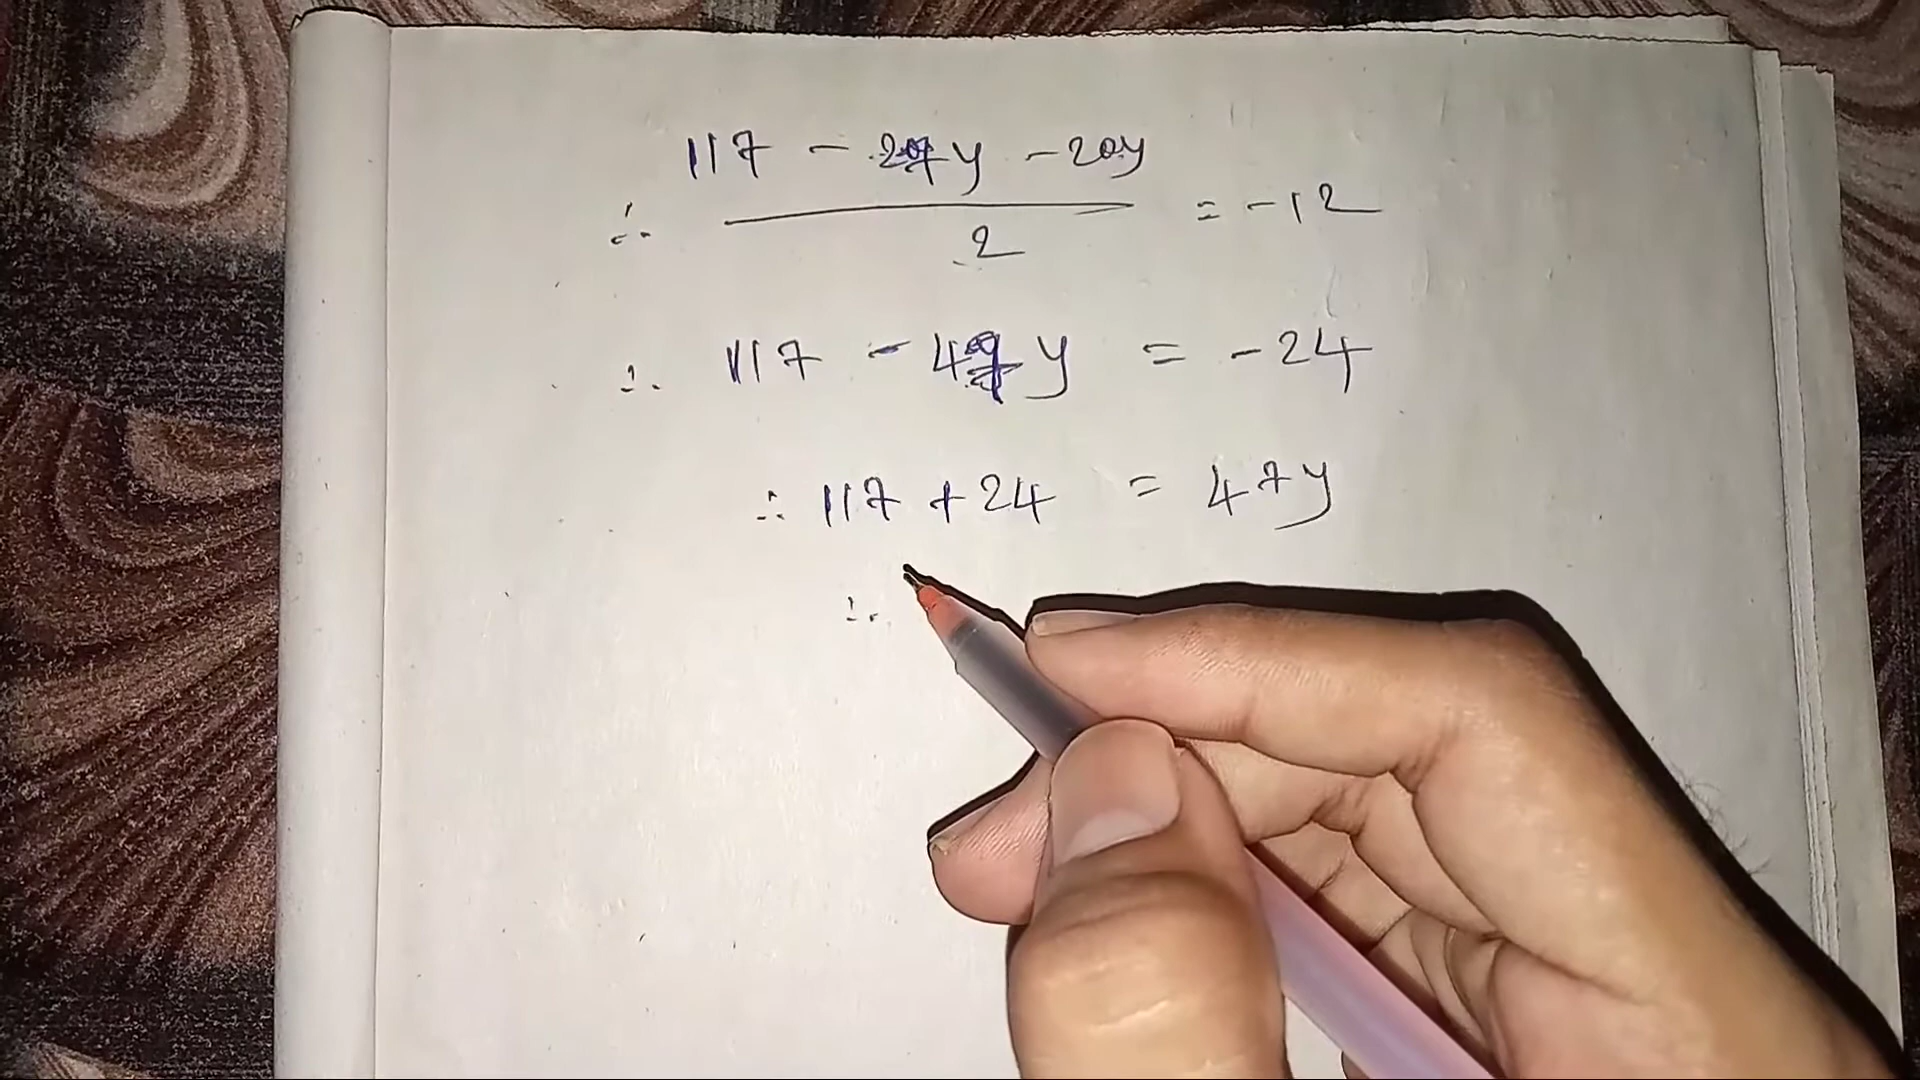 ∴ (117 - 27y - 20y) / 2 = -12
∴ 117 - 47y = -24
∴ 117 + 24 = 47y
∴